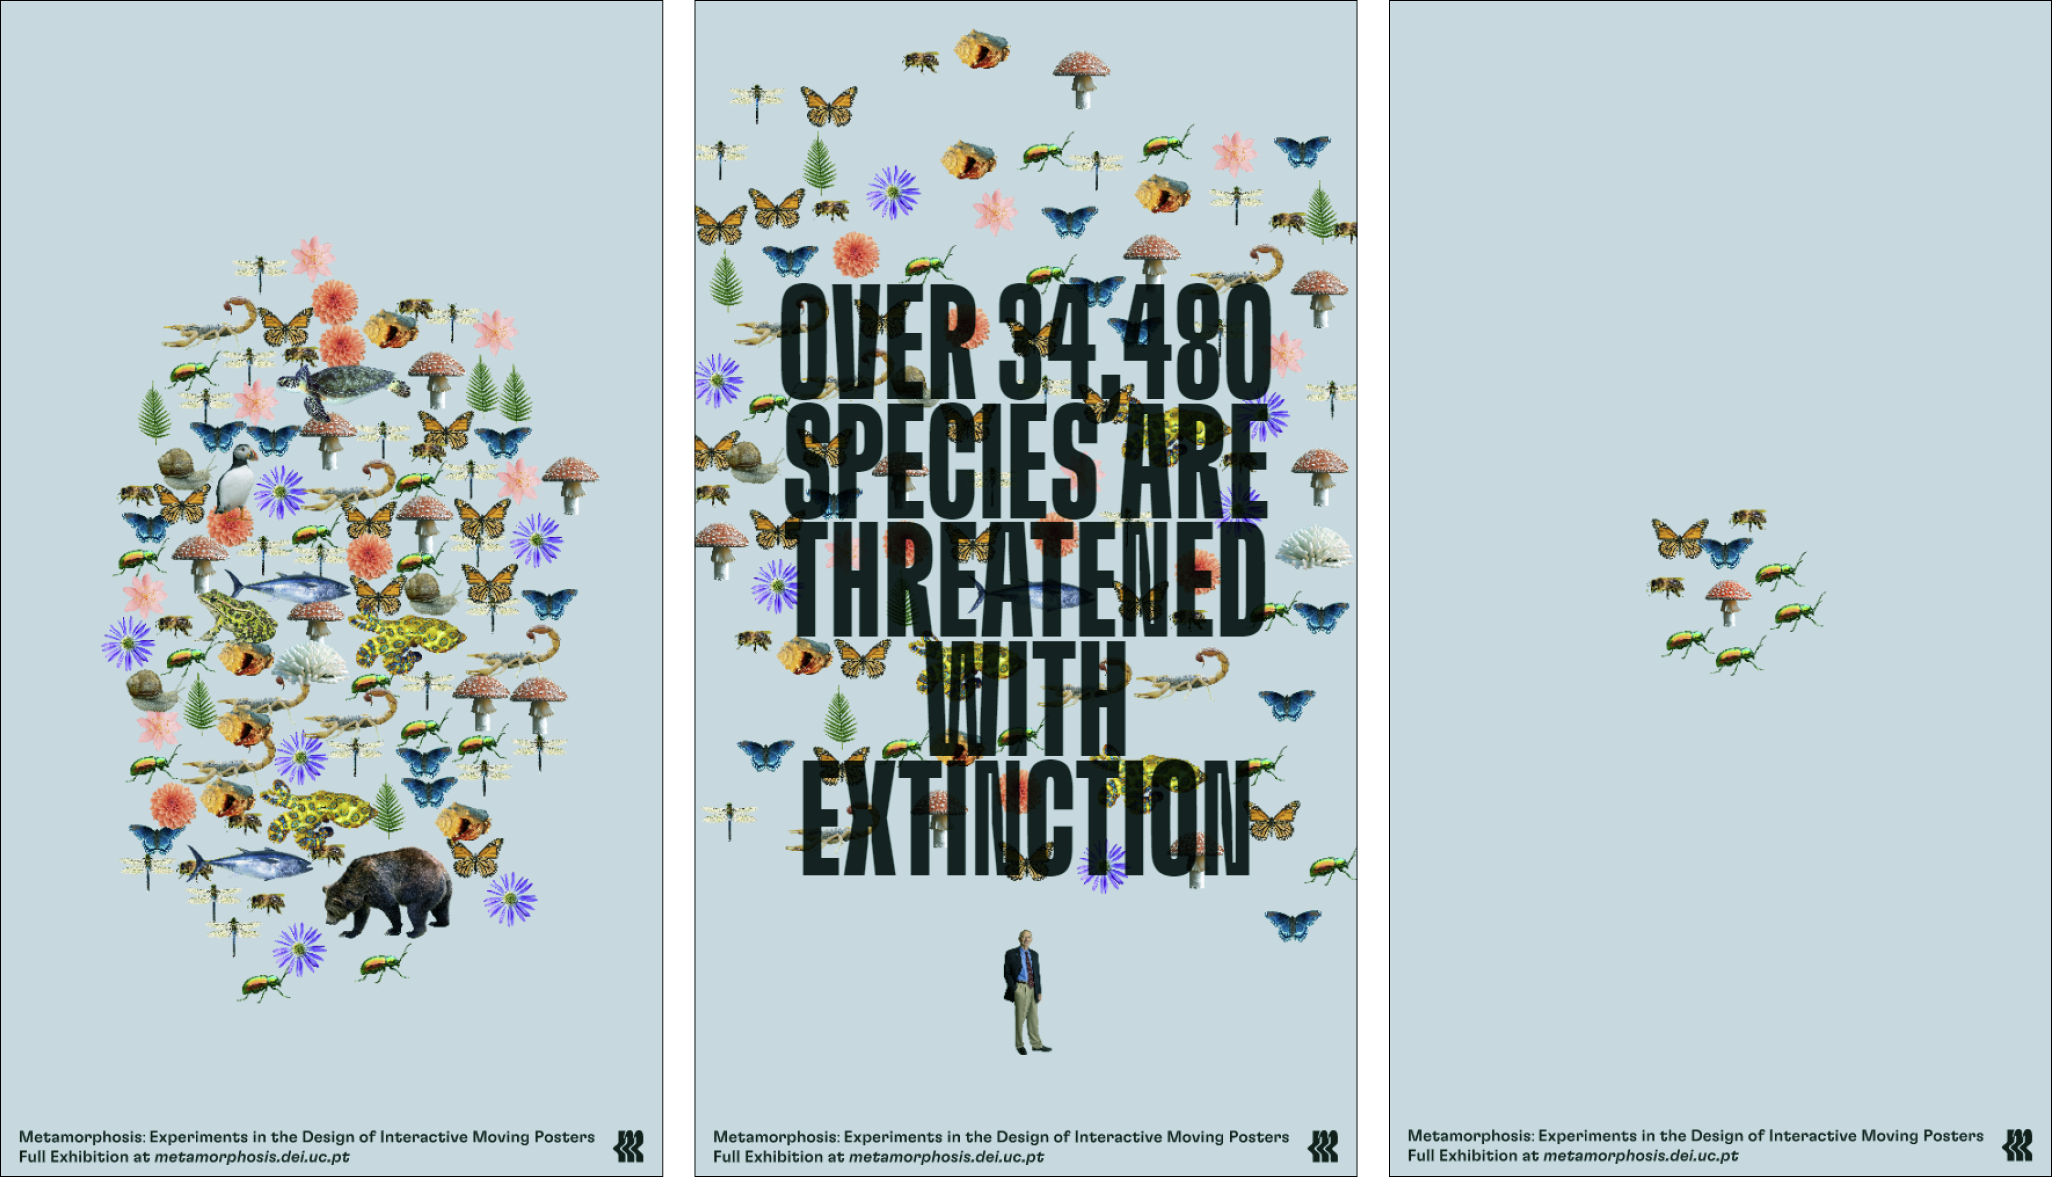 Metamorphosis: Experiments in the Design of Interactive Moving Posters
Full Exhibition at metamorphosis.dei.uc.pt
OVER 34,480
SPECIES ARE
THREATENED
WITH
EXTINCTION
Metamorphosis: Experiments in the Design of Interactive Moving Posters
Full Exhibition at metamorphosis.dei.uc.pt
Metamorphosis: Experiments in the Design of Interactive Moving Posters
Full Exhibition at metamorphosis.dei.uc.pt